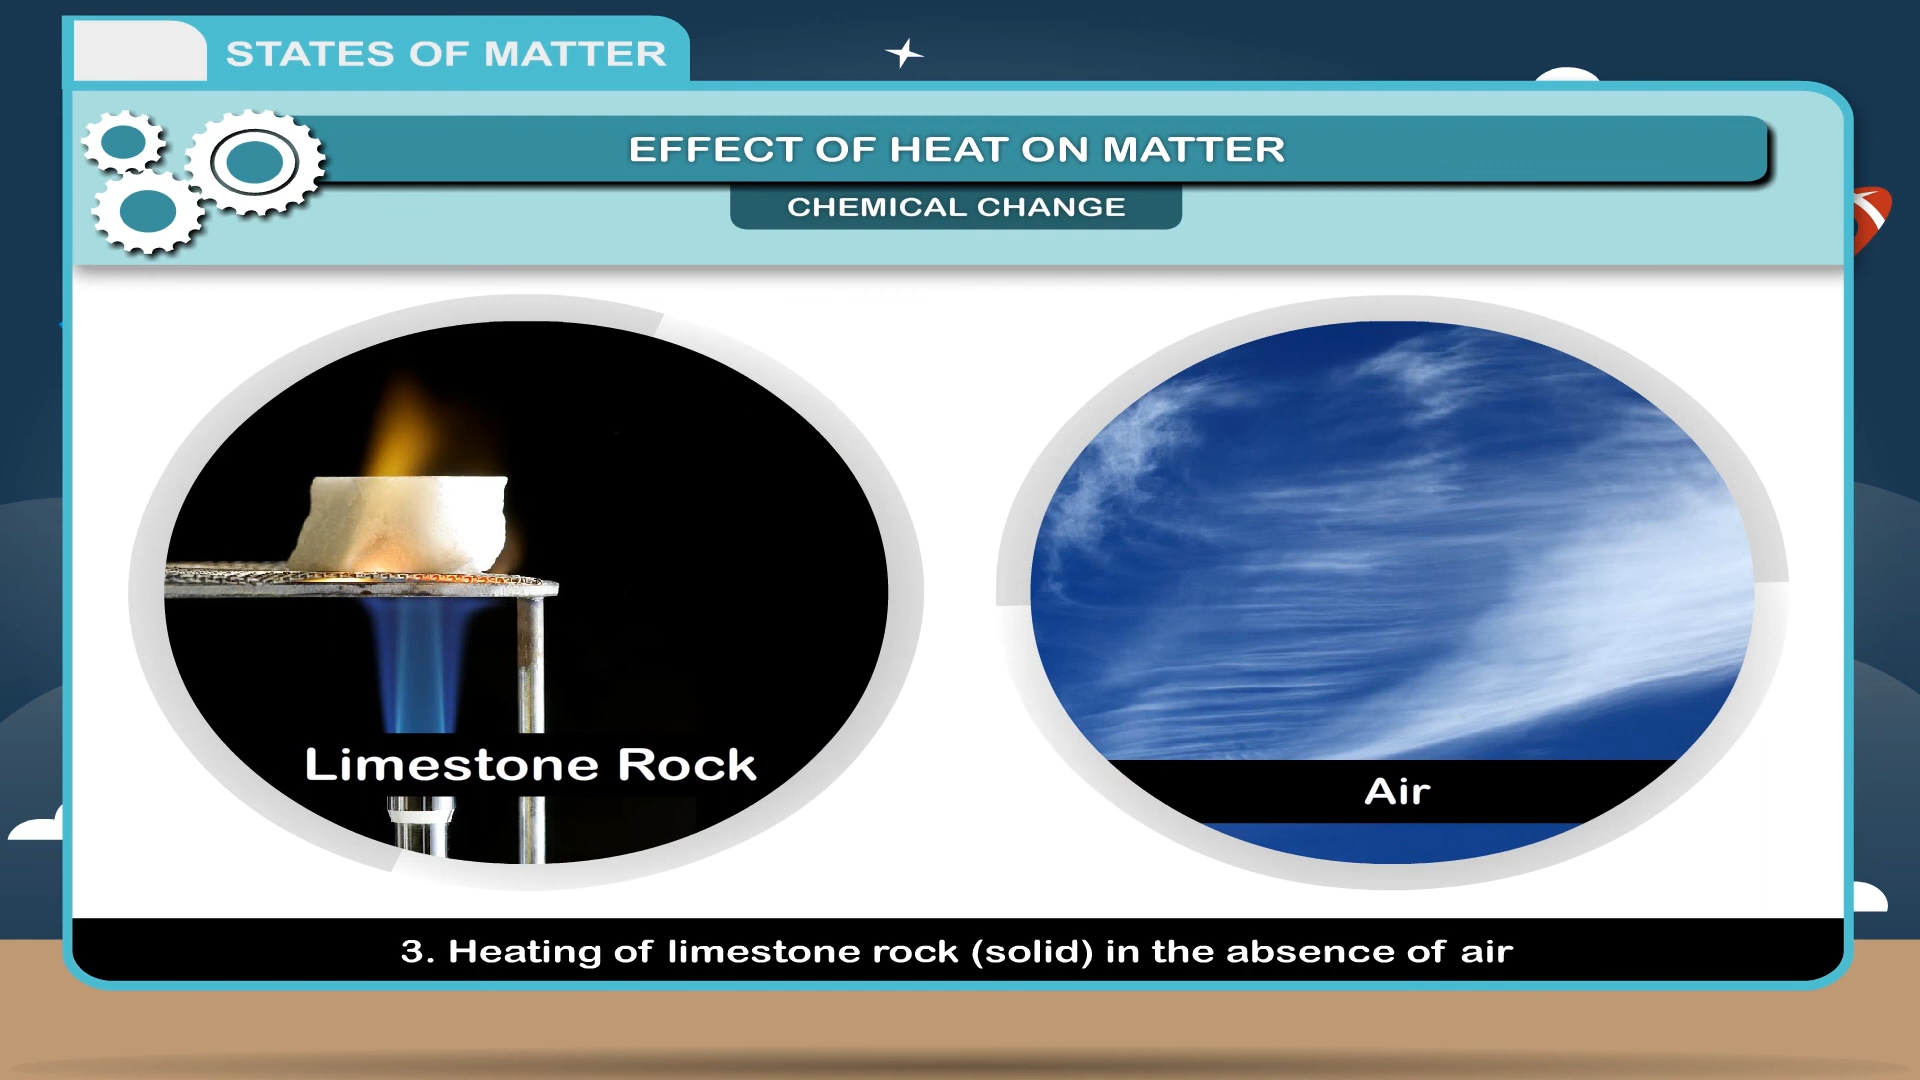 STATES OF MATTER
EFFECT OF HEAT ON MATTER
CHEMICAL CHANGE
Limestone Rock
Air
3. Heating of limestone rock (solid) in the absence of air